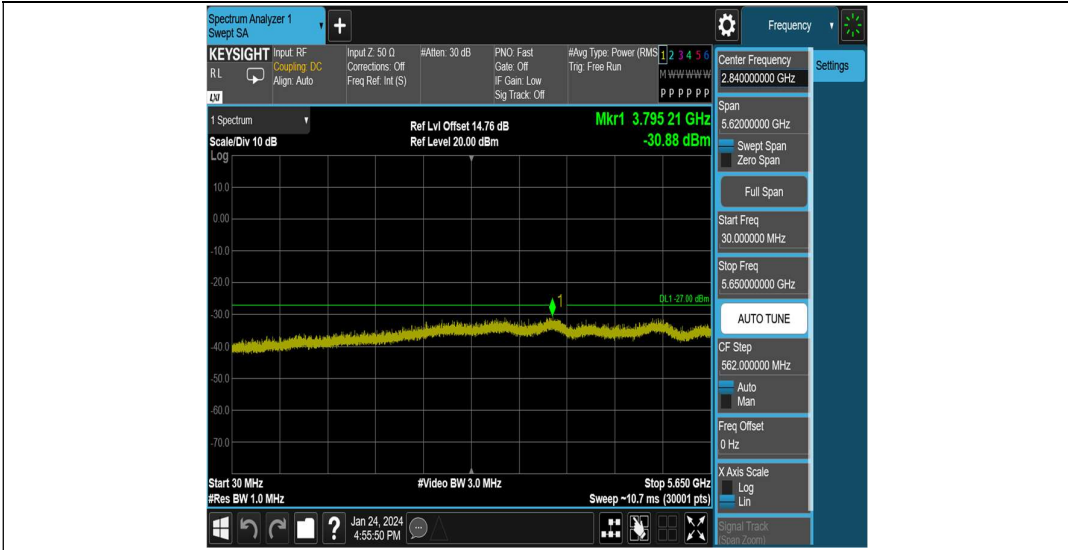 Spectrum Analyzer 1
Swept SA
+
Frequency
KEYSIGHT
RL
LXI
Input: RF
Coupling: DC
Align: Auto
Input Z: 50 Ω
Corrections: Off
Freq Ref: Int (S)
#Atten: 30 dB
PNO: Fast
Gate: Off
IF Gain: Low
Sig Track: Off
#Avg Type: Power (RMS
Trig: Free Run
1 2 3 4 5 6
M W W W W W
P P P P P P
1 Spectrum
Scale/Div 10 dB
Log
Ref Lvl Offset 14.76 dB
Ref Level 20.00 dBm
Mkr1 3.795 21 GHz
-30.88 dBm
10.0
0.00
-10.0
-20.0
-30.0
-40.0
-50.0
-60.0
-70.0
1
DL1 -27.00 dBm
Start 30 MHz
#Res BW 1.0 MHz
#Video BW 3.0 MHz
Stop 5.650 GHz
Sweep ~10.7 ms (30001 pts)
Center Frequency
2.840000000 GHz
Settings
Span
5.62000000 GHz
Swept Span
Zero Span
Full Span
Start Freq
30.000000 MHz
Stop Freq
5.650000000 GHz
AUTO TUNE
CF Step
562.000000 MHz
Auto
Man
Freq Offset
0 Hz
X Axis Scale
Log
Lin
Signal Track
(Span Zoom)
?
Jan 24, 2024
4:55:50 PM